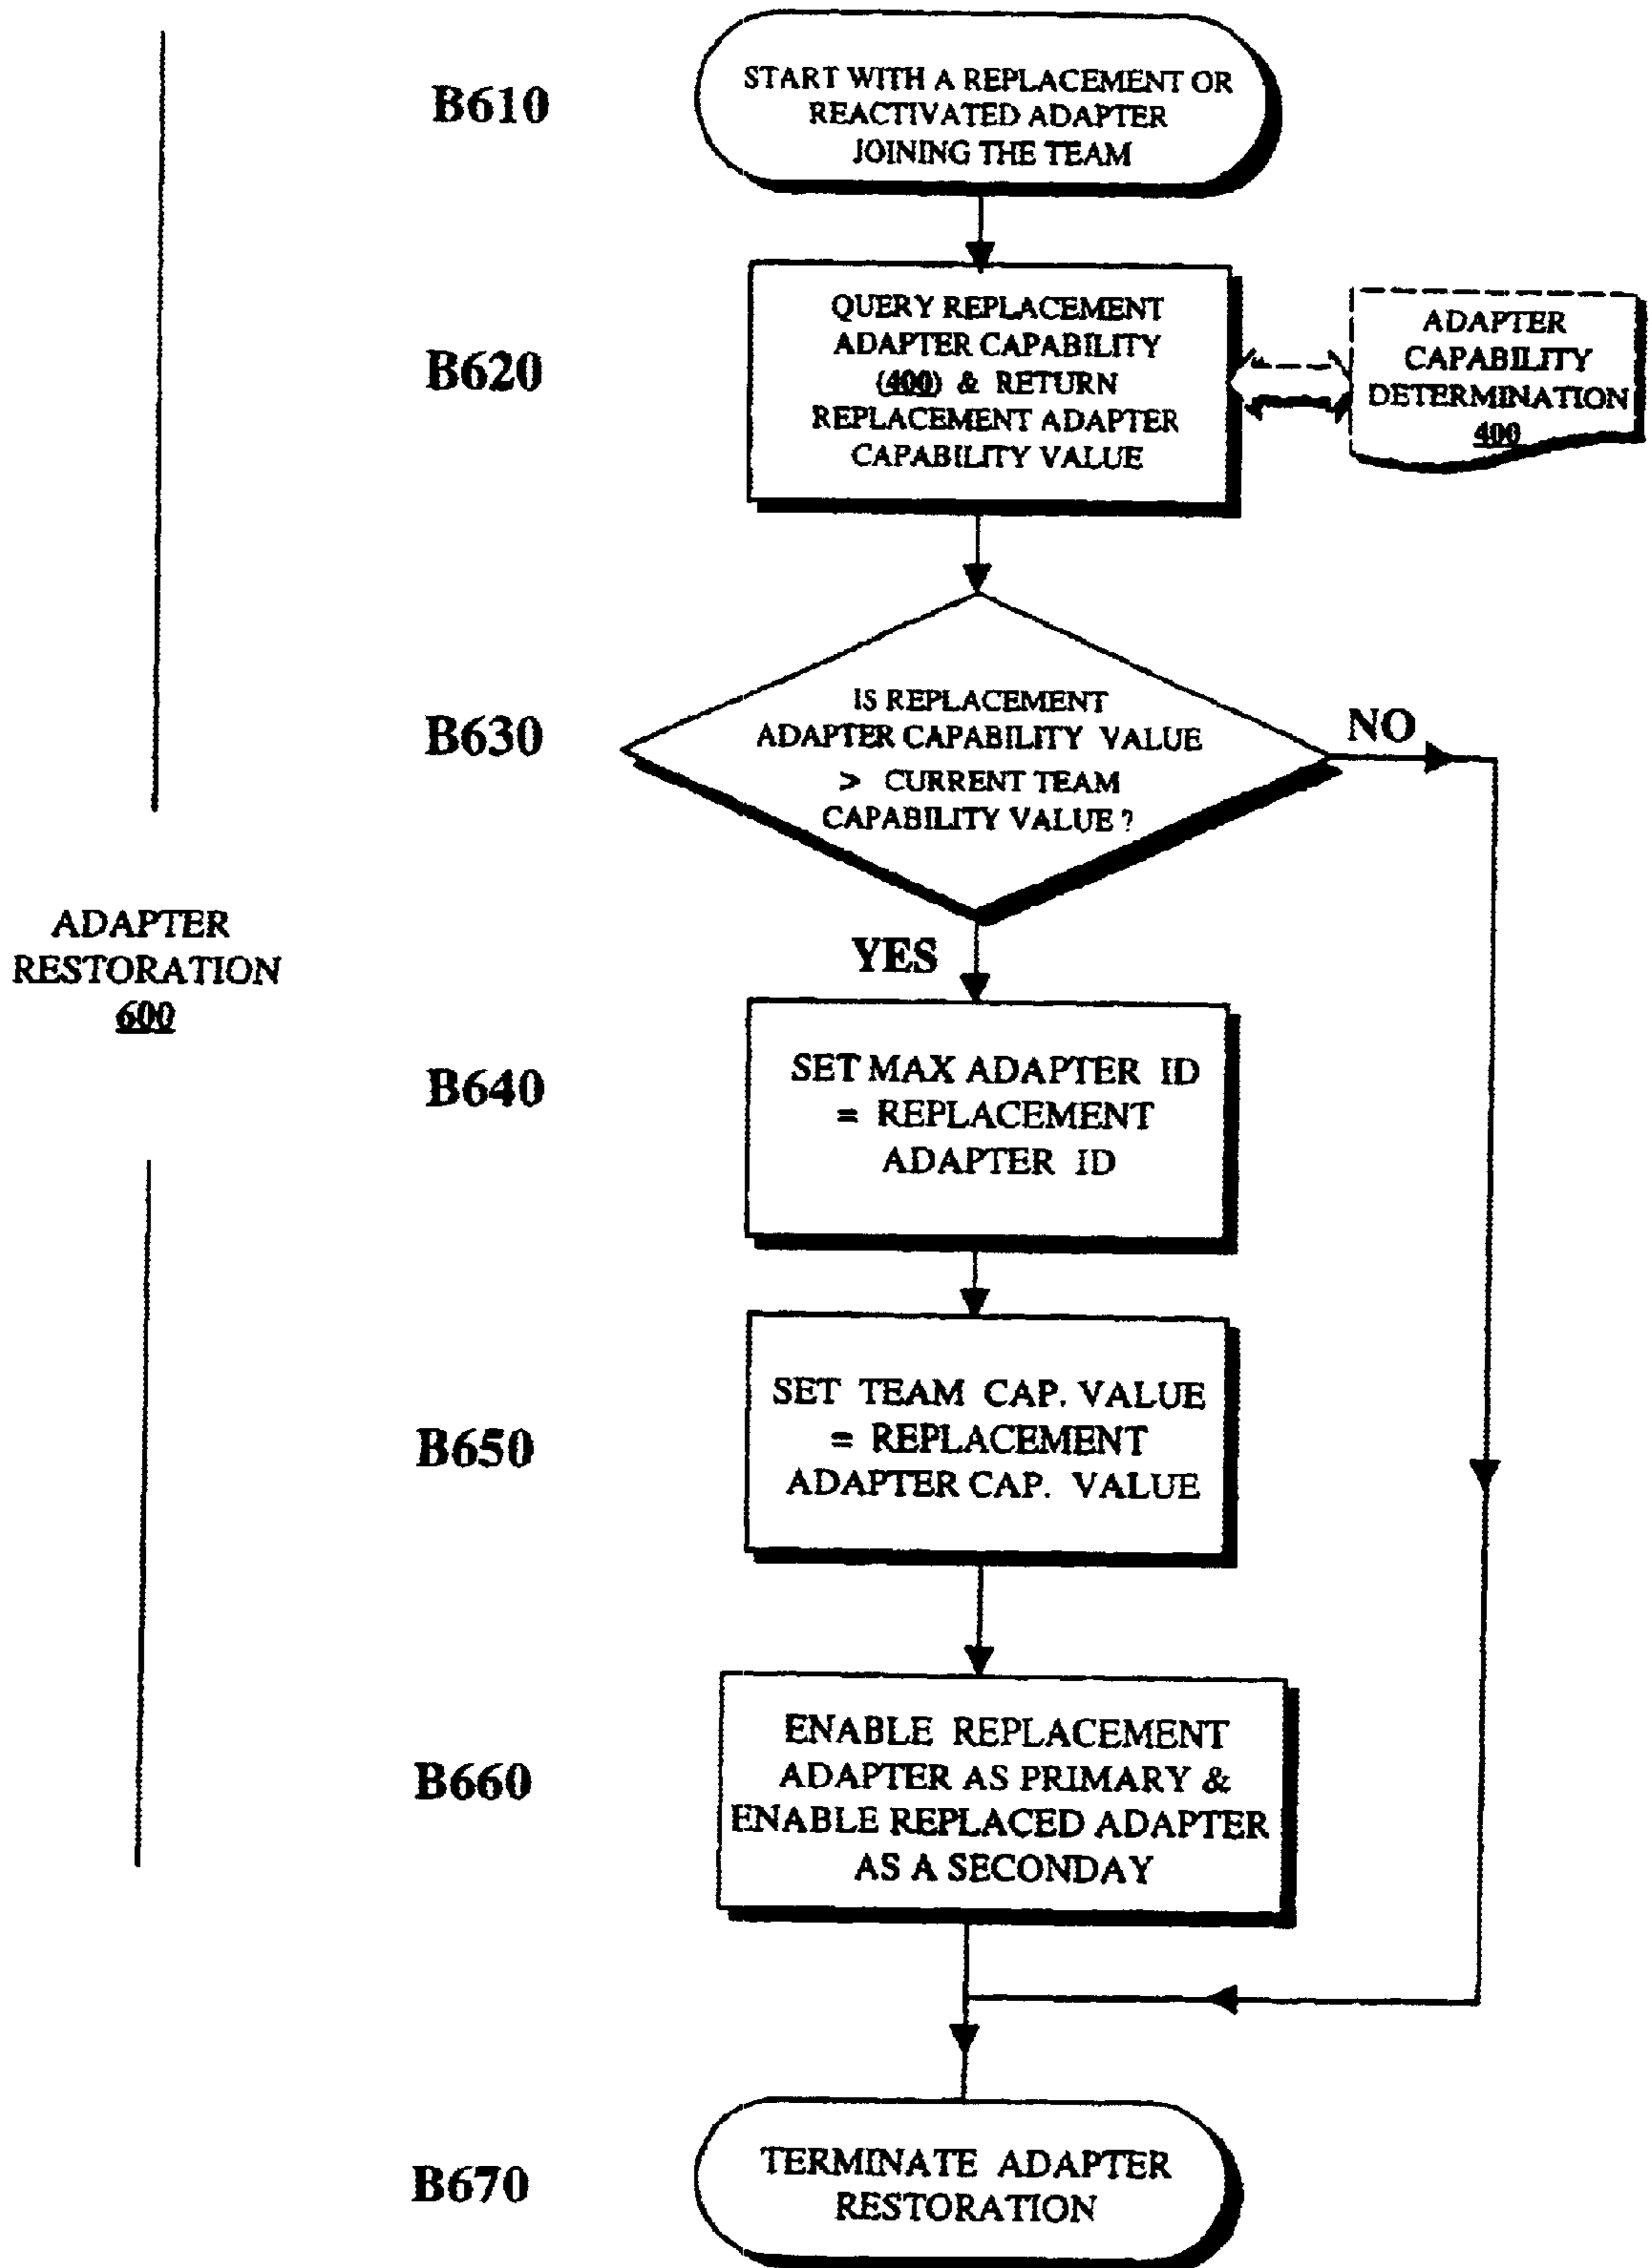 B610
START WITH A REPLACEMENT OR
REACTIVATED ADAPTER
JOINING THE TEAM
B620
QUERY REPLACEMENT
ADAPTER CAPABILITY
(400) & RETURN
REPLACEMENT ADAPTER
CAPABILITY VALUE
ADAPTER
CAPABILITY
DETERMINATION
400
B630
IS REPLACEMENT
ADAPTER CAPABILITY VALUE
> CURRENT TEAM
CAPABILITY VALUE ?
NO
YES
ADAPTER
RESTORATION
600
B640
SET MAX ADAPTER ID
= REPLACEMENT
ADAPTER ID
B650
SET TEAM CAP. VALUE
= REPLACEMENT
ADAPTER CAP. VALUE
B660
ENABLE REPLACEMENT
ADAPTER AS PRIMARY &
ENABLE REPLACED ADAPTER
AS A SECONDAY
B670
TERMINATE ADAPTER
RESTORATION